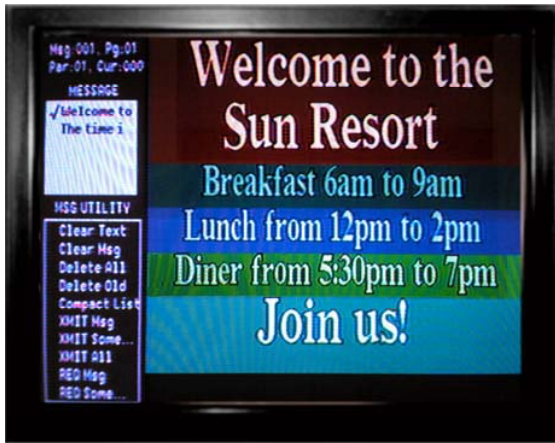 Msg:001, Pg:01
Par:01, Cur:000
MESSAGE
√Welcome to
The time i
MSG UTILITY
Clear Text
Clear Msg
Delete All
Delete Old
Compact List
XMIT Msg
XMIT Some...
XMIT All
REQ Msg
REQ Some...
Welcome to the
Sun Resort
Breakfast 6am to 9am
Lunch from 12pm to 2pm
Diner from 5:30pm to 7pm
Join us!